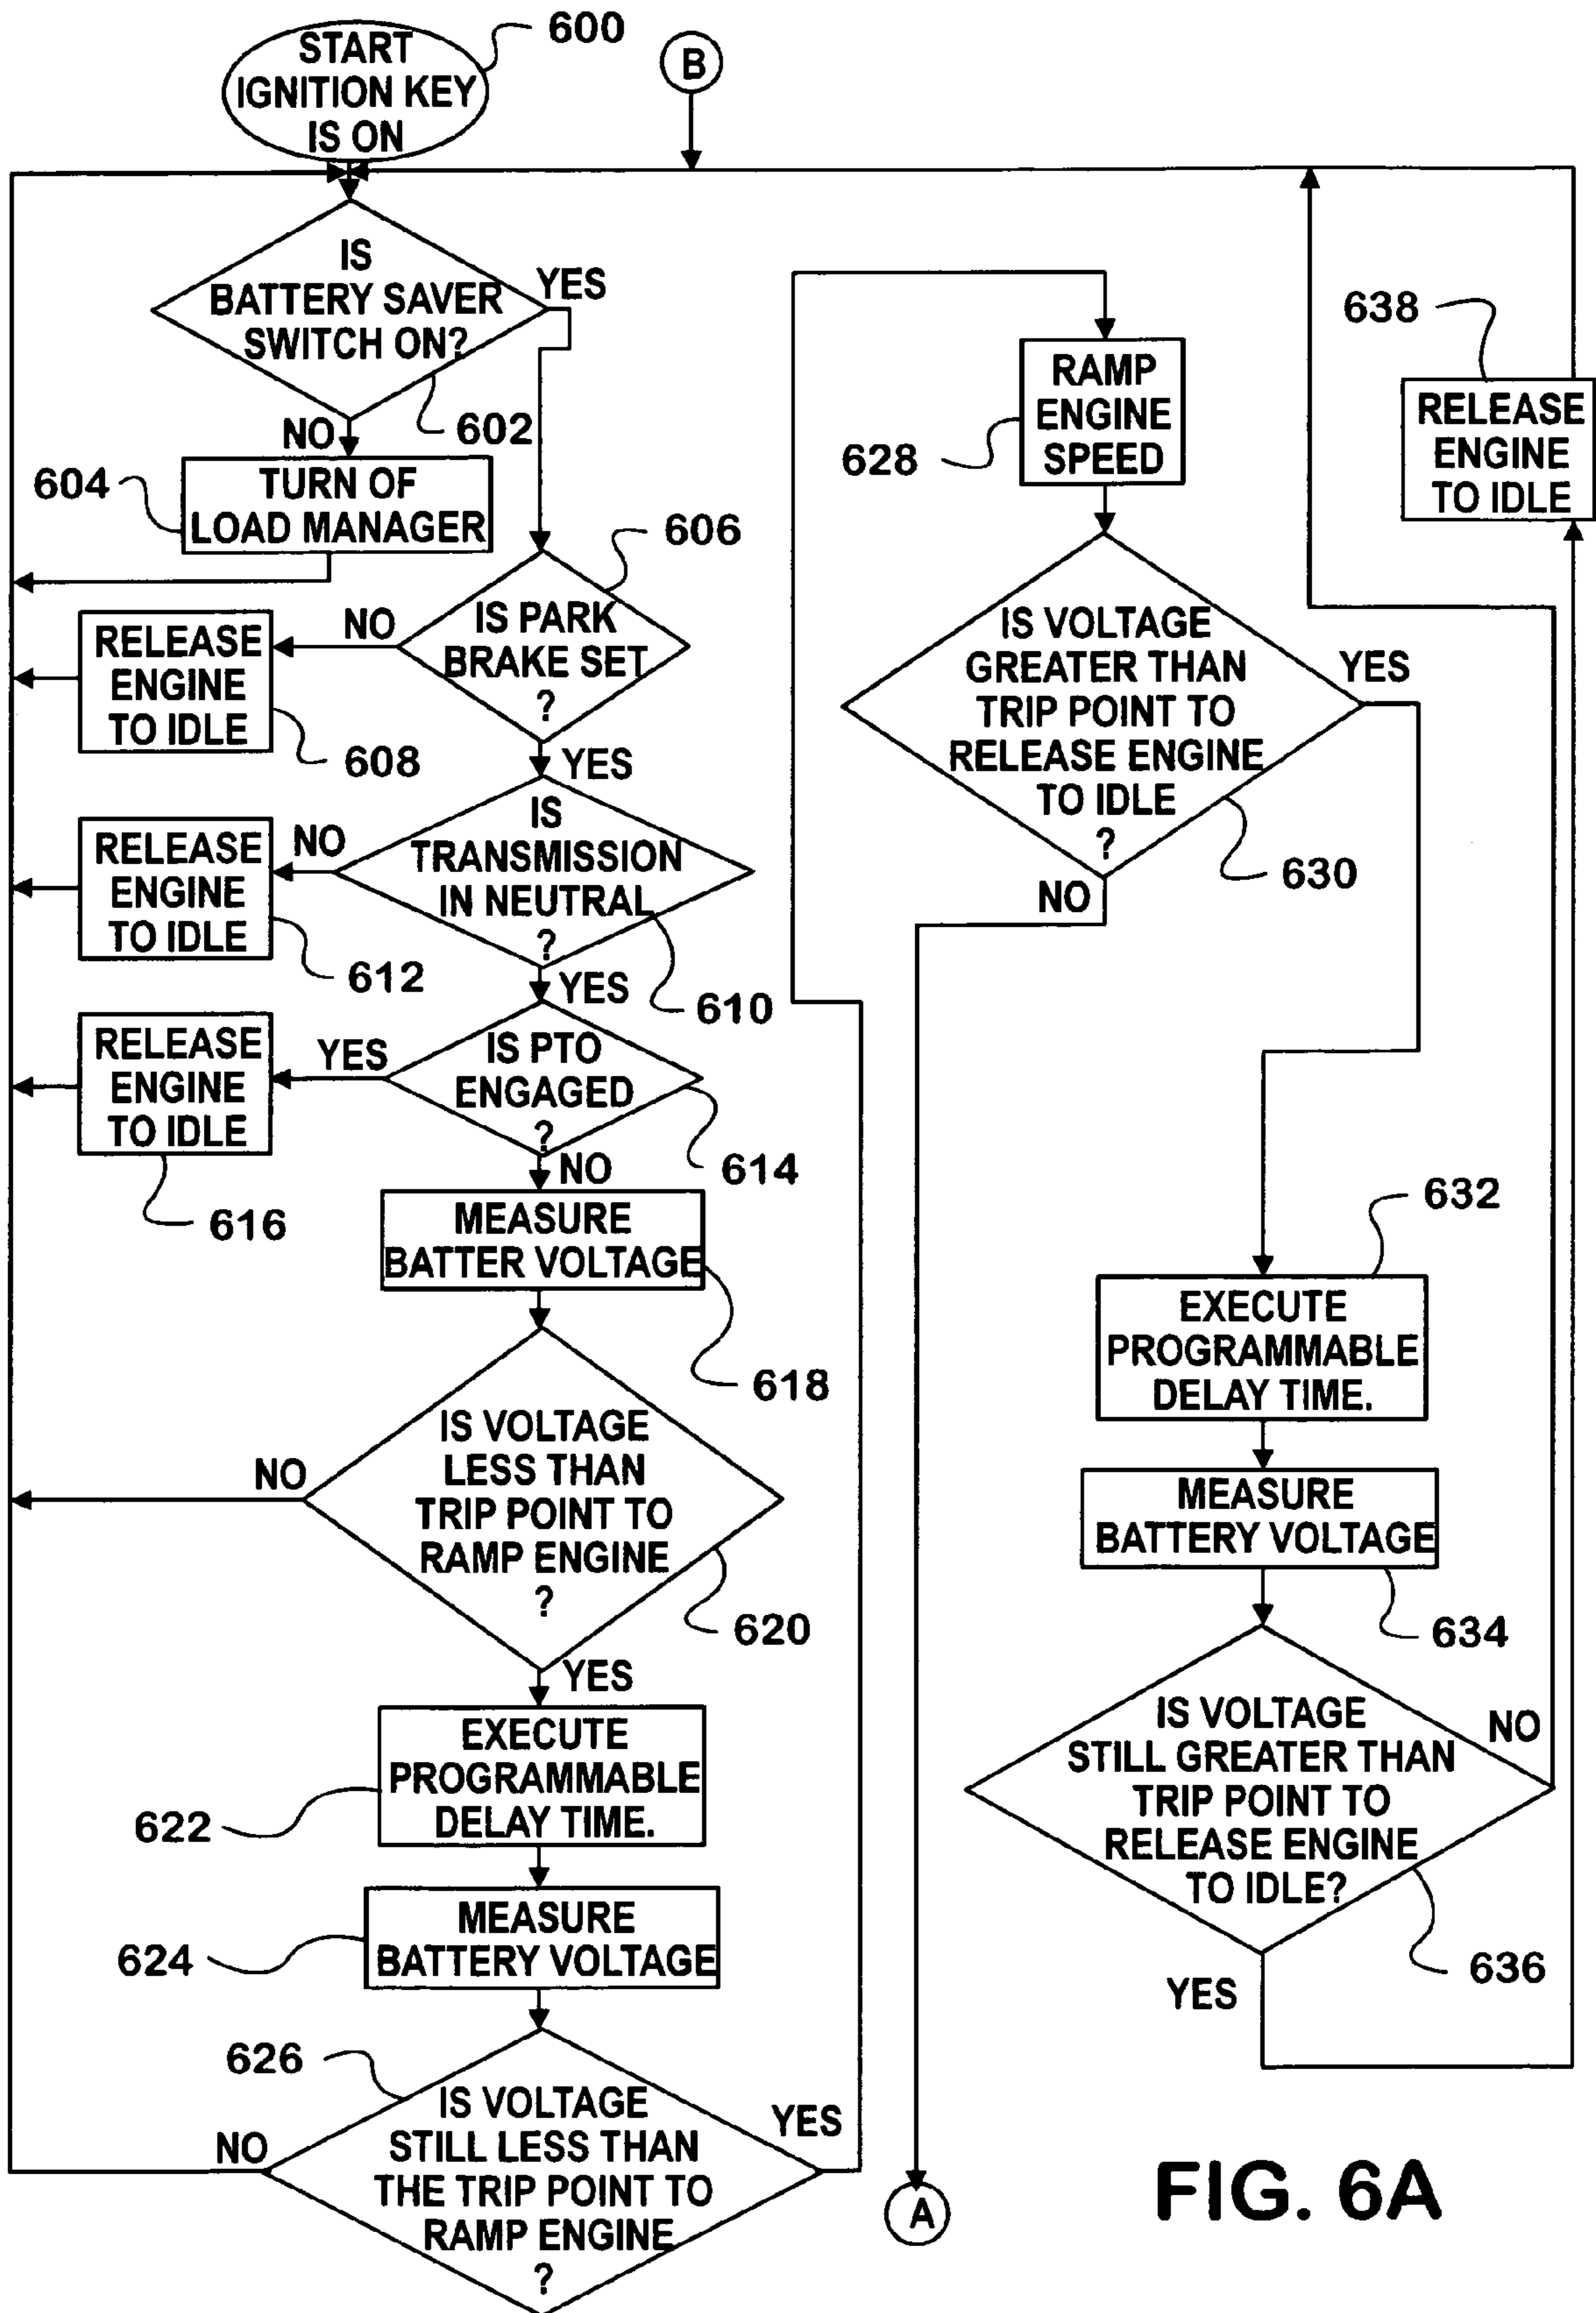 START
IGNITION KEY
IS ON
600
B
IS
BATTERY SAVER
SWITCH ON?
YES
602
NO
604
TURN OF
LOAD MANAGER
606
IS PARK
BRAKE SET
?
NO
RELEASE
ENGINE
TO IDLE
608
YES
IS
TRANSMISSION
IN NEUTRAL
?
NO
RELEASE
ENGINE
TO IDLE
612
610
YES
IS PTO
ENGAGED
?
YES
RELEASE
ENGINE
TO IDLE
616
614
NO
MEASURE
BATTER VOLTAGE
618
IS VOLTAGE
LESS THAN
TRIP POINT TO
RAMP ENGINE
?
NO
620
YES
EXECUTE
PROGRAMMABLE
DELAY TIME.
622
MEASURE
BATTERY VOLTAGE
624
626
IS VOLTAGE
STILL LESS THAN
THE TRIP POINT TO
RAMP ENGINE
?
NO
YES
RAMP
ENGINE
SPEED
628
IS VOLTAGE
GREATER THAN
TRIP POINT TO
RELEASE ENGINE
TO IDLE
?
YES
630
NO
A
632
EXECUTE
PROGRAMMABLE
DELAY TIME.
MEASURE
BATTERY VOLTAGE
634
IS VOLTAGE
STILL GREATER THAN
TRIP POINT TO
RELEASE ENGINE
TO IDLE?
NO
636
YES
638
RELEASE
ENGINE
TO IDLE
FIG. 6A